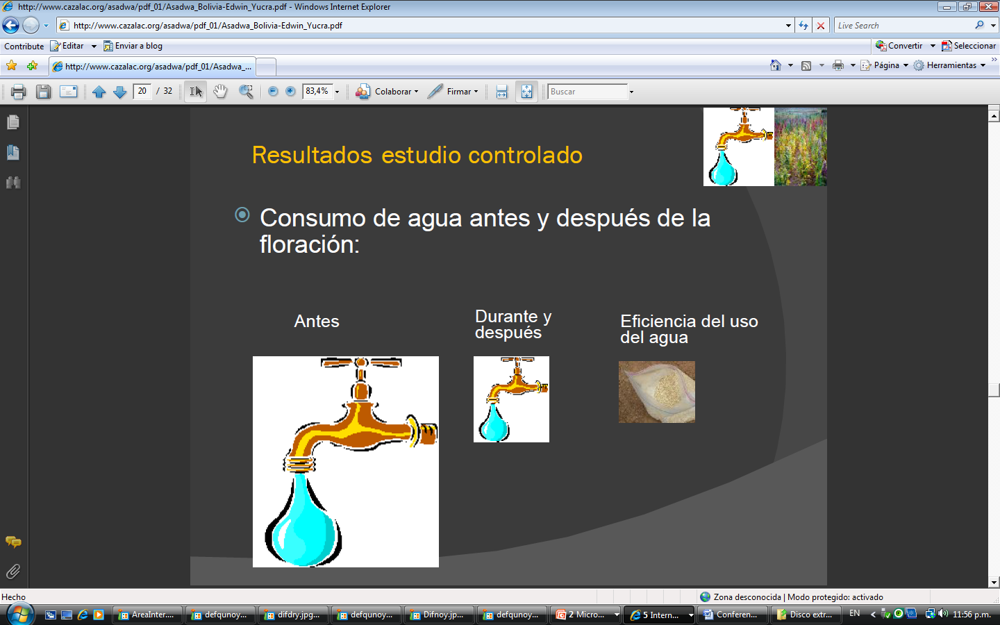 http://www.cazalac.org/asadwa/pdf_01/Asadwa_Bolivia-Edwin_Yucra.pdf - Windows Internet Explorer
http://www.cazalac.org/asadwa/pdf_01/Asadwa_Bolivia-Edwin_Yucra.pdf
Live Search
Contribute Editar Enviar a blog
Convertir Seleccionar
http://www.cazalac.org/asadwa/pdf_01/Asadwa_...
Página Herramientas
20 / 32 83,4% Colaborar Firmar Buscar
Resultados estudio controlado
Consumo de agua antes y después de la
floración:
Antes
Durante y
después
Eficiencia del uso
del agua
Hecho
Zona desconocida | Modo protegido: activado
AreaInter.... defqunoy... difdry.jpg... defqunoy... Difnoy.jp... defqunoy... 2 Micro... 5 Intern... Conferen... Disco extr... EN 11:56 p.m.